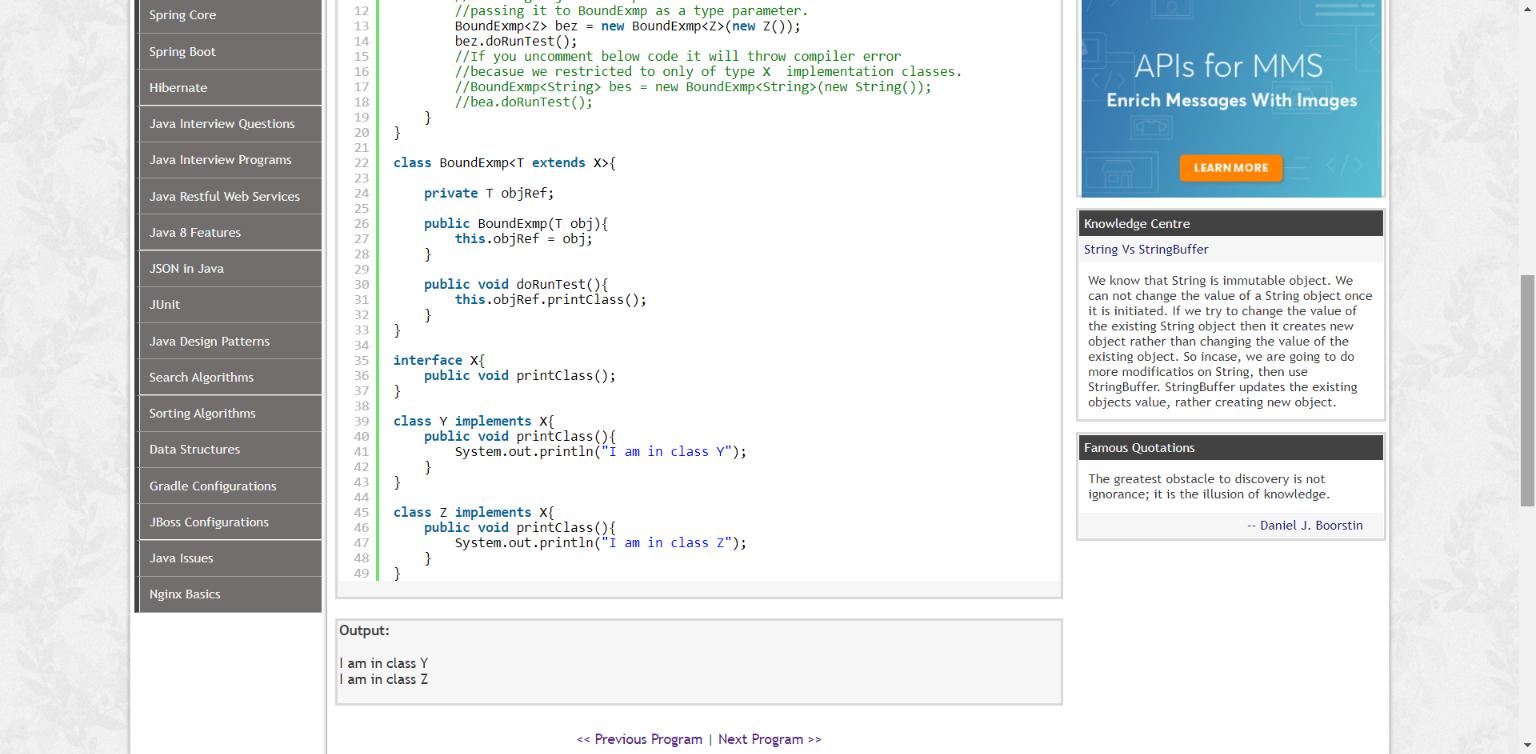 Spring Core
Spring Boot
Hibernate
Java Interview Questions
Java Interview Programs
Java Restful Web Services
Java 8 Features
JSON in Java
JUnit
Java Design Patterns
Search Algorithms
Sorting Algorithms
Data Structures
Gradle Configurations
JBoss Configurations
Java Issues
Nginx Basics
12 //passing it to BoundExmp as a type parameter.
13 BoundExmp<Z> bez = new BoundExmp<Z>(new Z());
14 bez.doRunTest();
15 //If you uncomment below code it will throw compiler error
16 //becasue we restricted to only of type X  implementation classes.
17 //BoundExmp<String> bes = new BoundExmp<String>(new String());
18 //bea.doRunTest();
19 }
20 }
21
22 class BoundExmp<T extends X>{
23
24 private T objRef;
25
26 public BoundExmp(T obj){
27 this.objRef = obj;
28 }
29
30 public void doRunTest(){
31 this.objRef.printClass();
32 }
33 }
34
35 interface X{
36 public void printClass();
37 }
38
39 class Y implements X{
40 public void printClass(){
41 System.out.println("I am in class Y");
42 }
43 }
44
45 class Z implements X{
46 public void printClass(){
47 System.out.println("I am in class Z");
48 }
49 }
Output:
I am in class Y
I am in class Z
<< Previous Program | Next Program >>
APIs for MMS
Enrich Messages With Images
LEARN MORE
Knowledge Centre
String Vs StringBuffer
We know that String is immutable object. We
can not change the value of a String object once
it is initiated. If we try to change the value of
the existing String object then it creates new
object rather than changing the value of the
existing object. So incase, we are going to do
more modificatios on String, then use
StringBuffer. StringBuffer updates the existing
objects value, rather creating new object.
Famous Quotations
The greatest obstacle to discovery is not
ignorance; it is the illusion of knowledge.
-- Daniel J. Boorstin